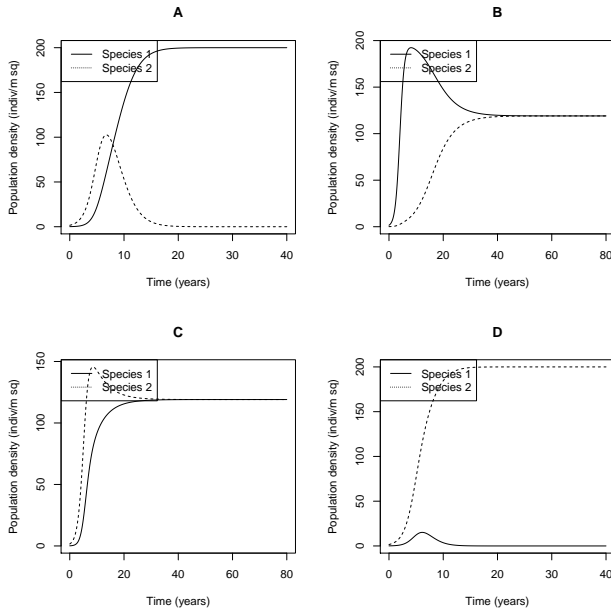 A
Population density (indiv/m sq)
200
150
100
50
0
Species 1
Species 2
0 10 20 30 40
Time (years)
B
Population density (indiv/m sq)
200
150
100
50
0
Species 1
Species 2
0 20 40 60 80
Time (years)
C
Population density (indiv/m sq)
150
100
50
0
Species 1
Species 2
0 20 40 60 80
Time (years)
D
Population density (indiv/m sq)
200
150
100
50
0
Species 1
Species 2
0 10 20 30 40
Time (years)